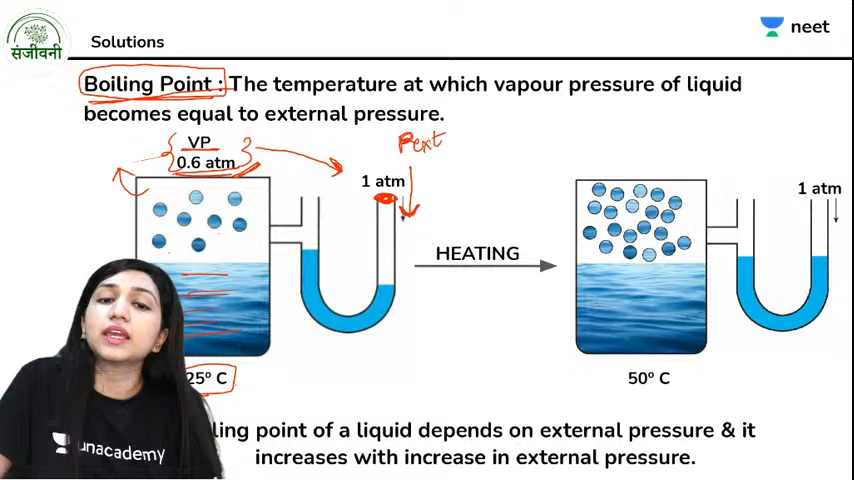 संजीवनी
Solutions
neet
Boiling Point : The temperature at which vapour pressure of liquid
becomes equal to external pressure.
VP
0.6 atm
Pext
1 atm
1 atm
HEATING
25º C
50º C
ling point of a liquid depends on external pressure & it
increases with increase in external pressure.
unacademy